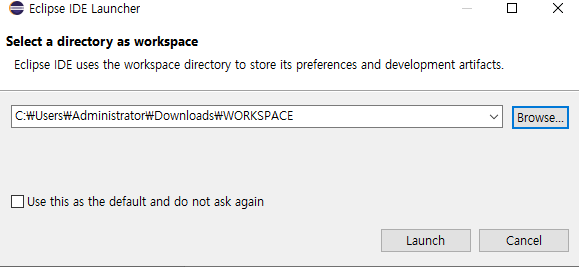 Eclipse IDE Launcher
Select a directory as workspace
Eclipse IDE uses the workspace directory to store its preferences and development artifacts.
C:₩Users₩Administrator₩Downloads₩WORKSPACE
Browse...
Use this as the default and do not ask again
Launch
Cancel